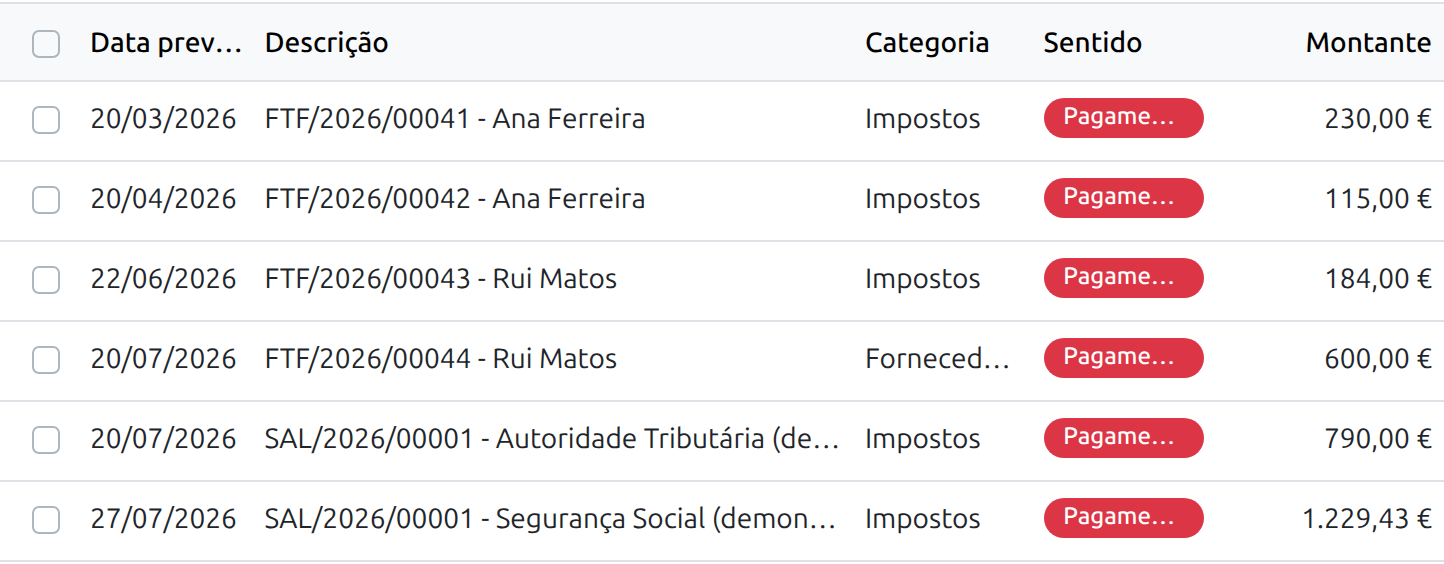 Data prev… Descrição Categoria Sentido Montante
20/03/2026 FTF/2026/00041 - Ana Ferreira Impostos Pagame… 230,00 €
20/04/2026 FTF/2026/00042 - Ana Ferreira Impostos Pagame… 115,00 €
22/06/2026 FTF/2026/00043 - Rui Matos Impostos Pagame… 184,00 €
20/07/2026 FTF/2026/00044 - Rui Matos Forneced… Pagame… 600,00 €
20/07/2026 SAL/2026/00001 - Autoridade Tributária (de… Impostos Pagame… 790,00 €
27/07/2026 SAL/2026/00001 - Segurança Social (demon… Impostos Pagame… 1.229,43 €